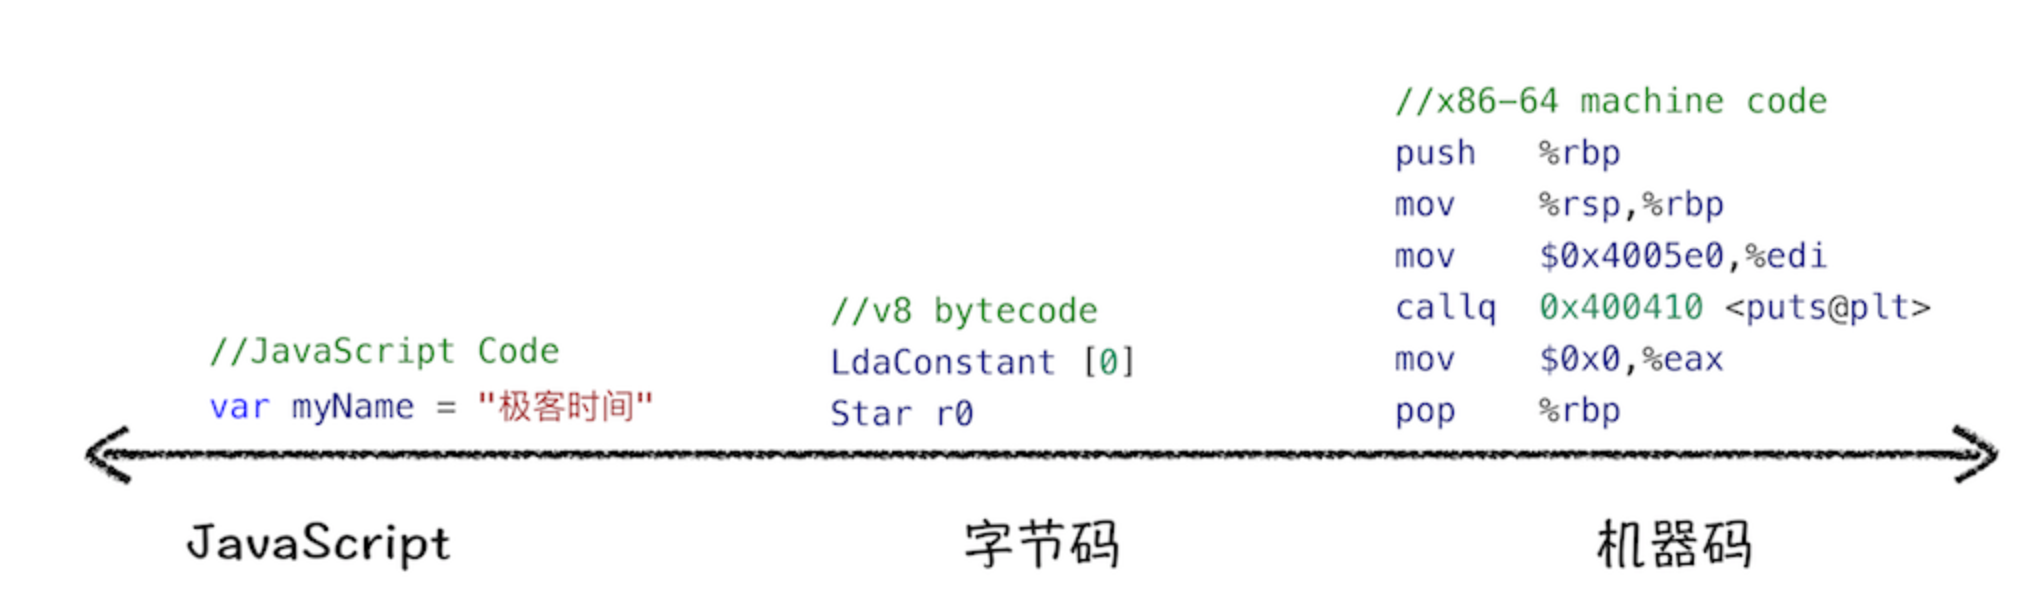 //JavaScript Code
var myName = "极客时间"
//v8 bytecode
LdaConstant [0]
Star r0
//x86-64 machine code
push %rbp
mov %rsp,%rbp
mov $0x4005e0,%edi
callq 0x400410 <puts@plt>
mov $0x0,%eax
pop %rbp
JavaScript
字节码
机器码